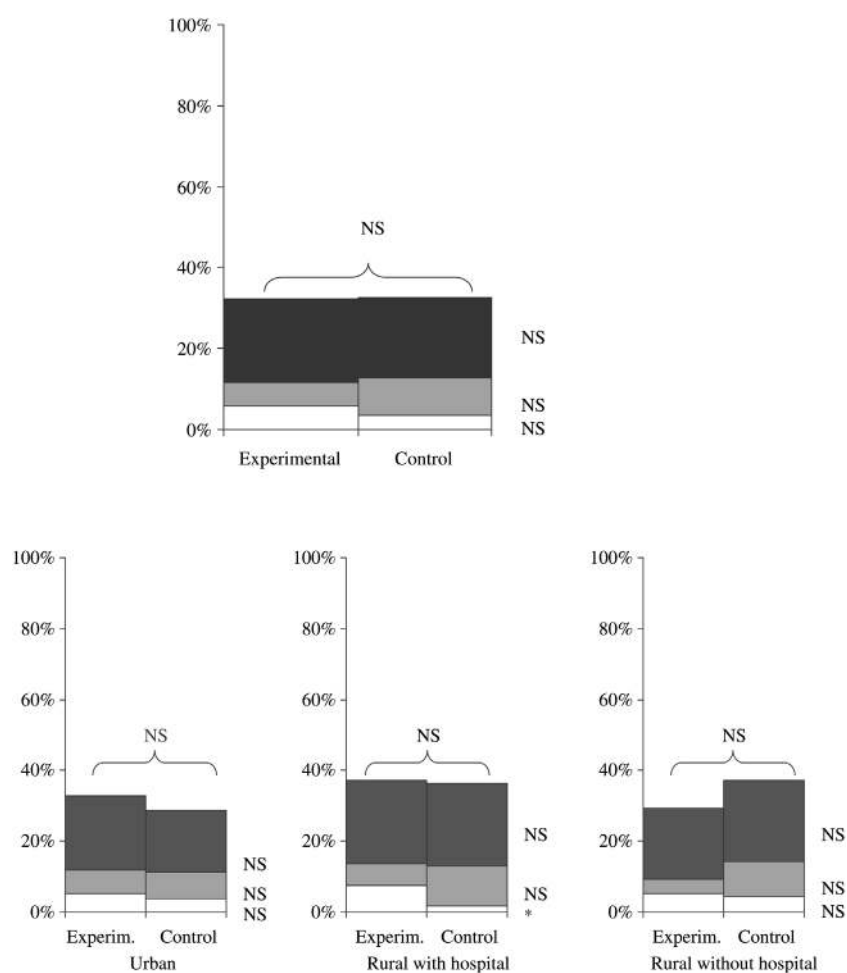 100%
80%
60%
NS
40%
NS
20%
NS
0%
NS
Experimental Control
100% 100% 100%
80% 80% 80%
60% 60% 60%
NS NS NS
40% 40% 40%
20% 20% NS 20% NS
NS
NS NS NS
0% NS 0% * 0% NS
Experim. Control Experim. Control Experim. Control
Urban Rural with hospital Rural without hospital